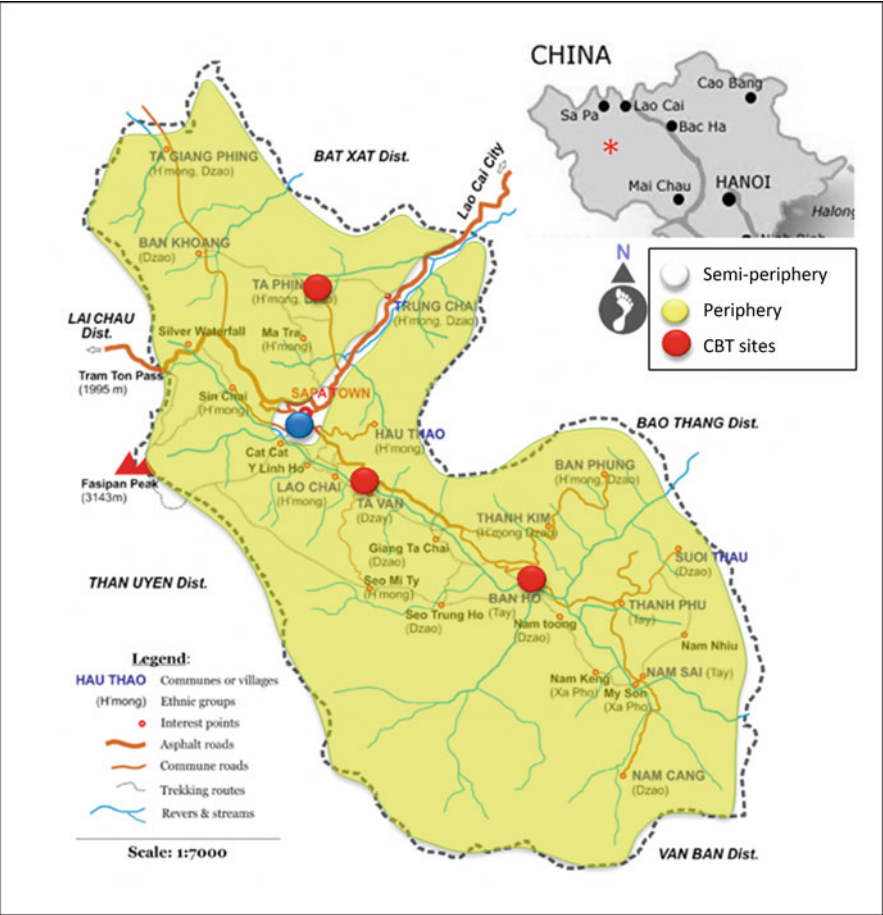 CHINA
Cao Bang
Sa Pa
Lao Cai
Bac Ha
Mai Chau
HANOI
N
Semi-periphery
Periphery
CBT sites
BAT XAT Dist.
Lao Cai City
TA GIANG PHING
(H'mong, Dzao)
BAN KHOANG
(Dzao)
TA PHIN
(H'mong, Dzao)
TRUNG CHAI
(H'mong, Dzao)
LAI CHAU
Dist.
Silver Waterfall
Ma Tra
(H'mong)
Tram Ton Pass
(1995 m)
Sin Chai
(H'mong)
SAPA TOWN
HAU THAO
(H'mong)
BAO THANG Dist.
Cat Cat
Y Linh Ho
LAO CHAI
(H'mong)
Fasipan Peak
(3143m)
TA VAN
(Dzay)
BAN PHUNG
(H'mong, Dzao)
THANH KIM
(H'mong Dzao)
Giang Ta Chai
(Dzao)
SUOI THAU
(Dzao)
THAN UYEN Dist.
Seo Mi Ty
(H'mong)
Seo Trung Ho
(Dzao)
BAN HO
(Tay)
Nam toong
(Dzao)
THANH PHU
(Tay)
Nam Nhiu
NAM SAI (Tay)
Nam Keng
(Xa Pho)
My Son
(Xa Pho)
NAM CANG
(Dzao)
VAN BAN Dist.
Legend:
HAU THAO Communes or villages
(H'mong) Ethnic groups
Interest points
Asphalt roads
Commune roads
Trekking routes
Revers & streams
Scale: 1:7000